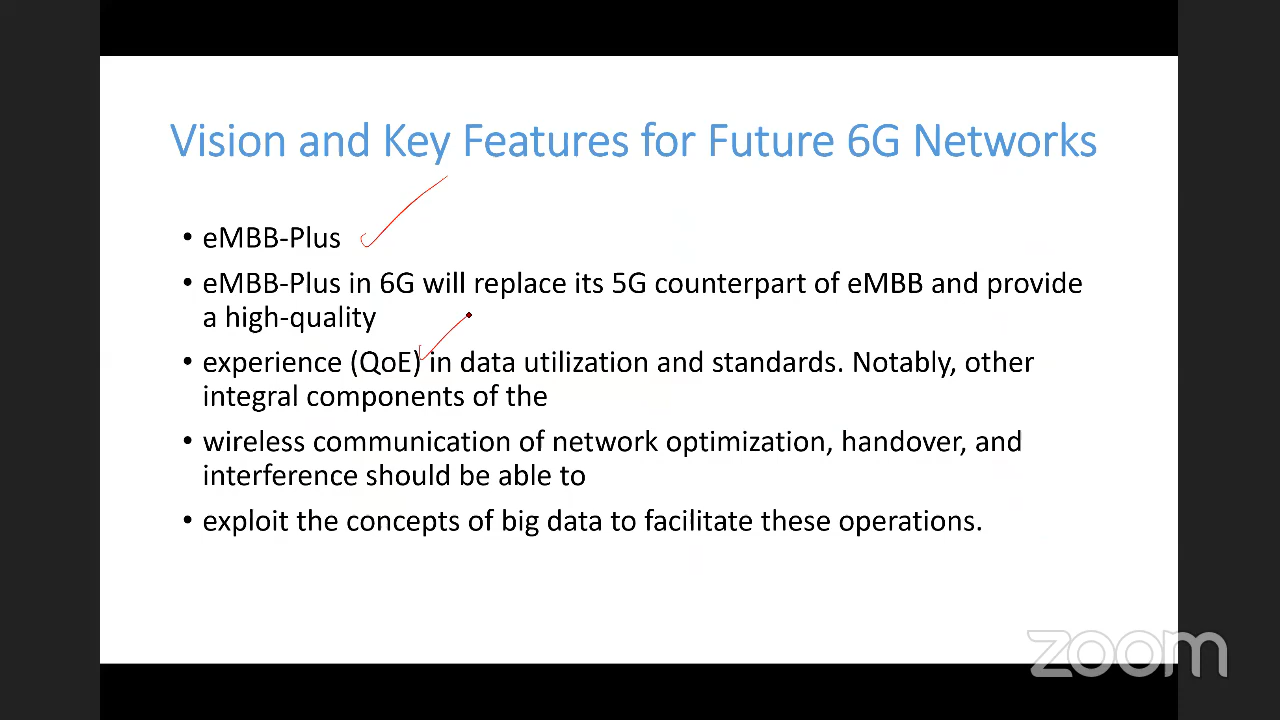 Vision and Key Features for Future 6G Networks
• eMBB-Plus
• eMBB-Plus in 6G will replace its 5G counterpart of eMBB and provide
a high-quality
• experience (QoE) in data utilization and standards. Notably, other
integral components of the
• wireless communication of network optimization, handover, and
interference should be able to
• exploit the concepts of big data to facilitate these operations.
zoom